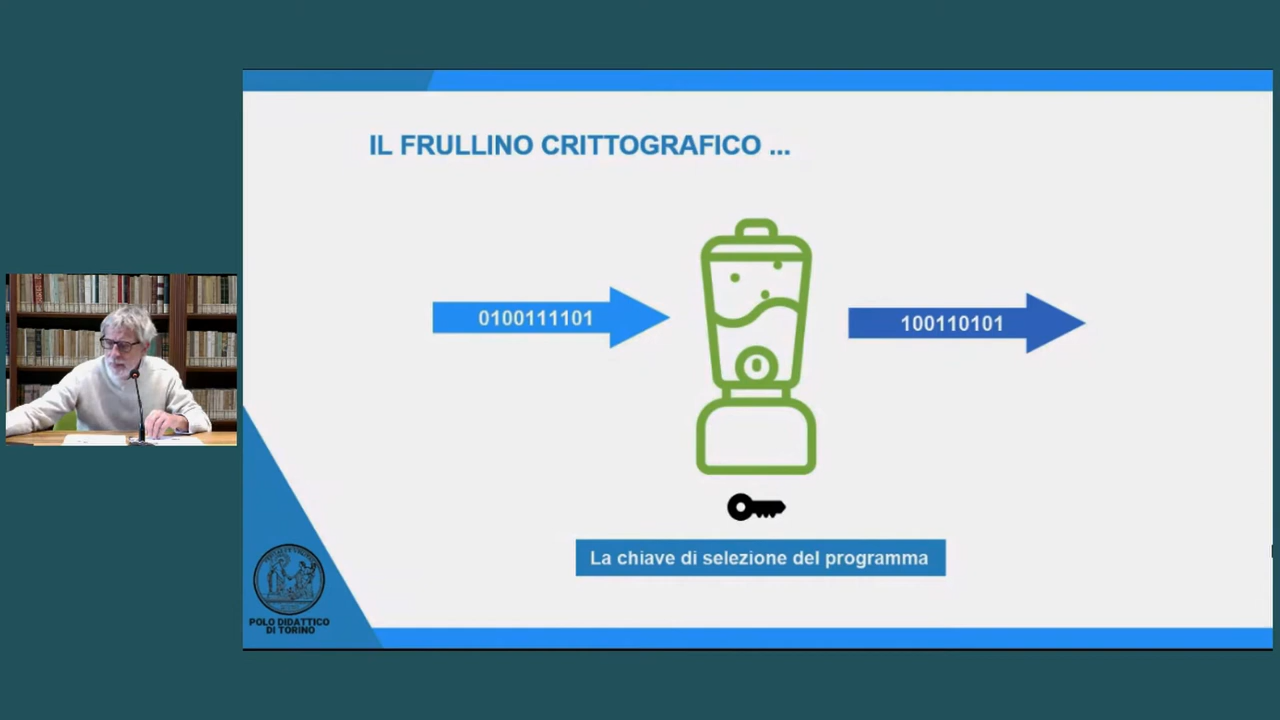 IL FRULLINO CRITTOGRAFICO ...
0100111101
100110101
La chiave di selezione del programma
POLO DIDATTICO
DI TORINO